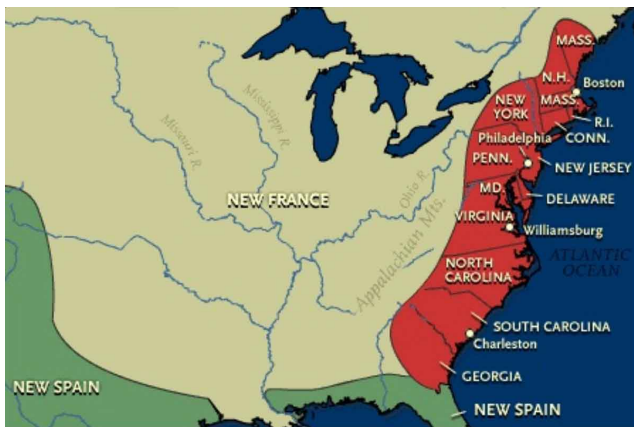 MASS.
N.H.
Boston
NEW
YORK
MASS.
R.I.
CONN.
Philadelphia
PENN.
NEW JERSEY
MD.
DELAWARE
VIRGINIA
Williamsburg
ATLANTIC
OCEAN
NORTH
CAROLINA
SOUTH CAROLINA
Charleston
GEORGIA
NEW SPAIN
Mississippi R.
Missouri R.
Ohio R.
NEW FRANCE
Appalachian Mts.
NEW SPAIN